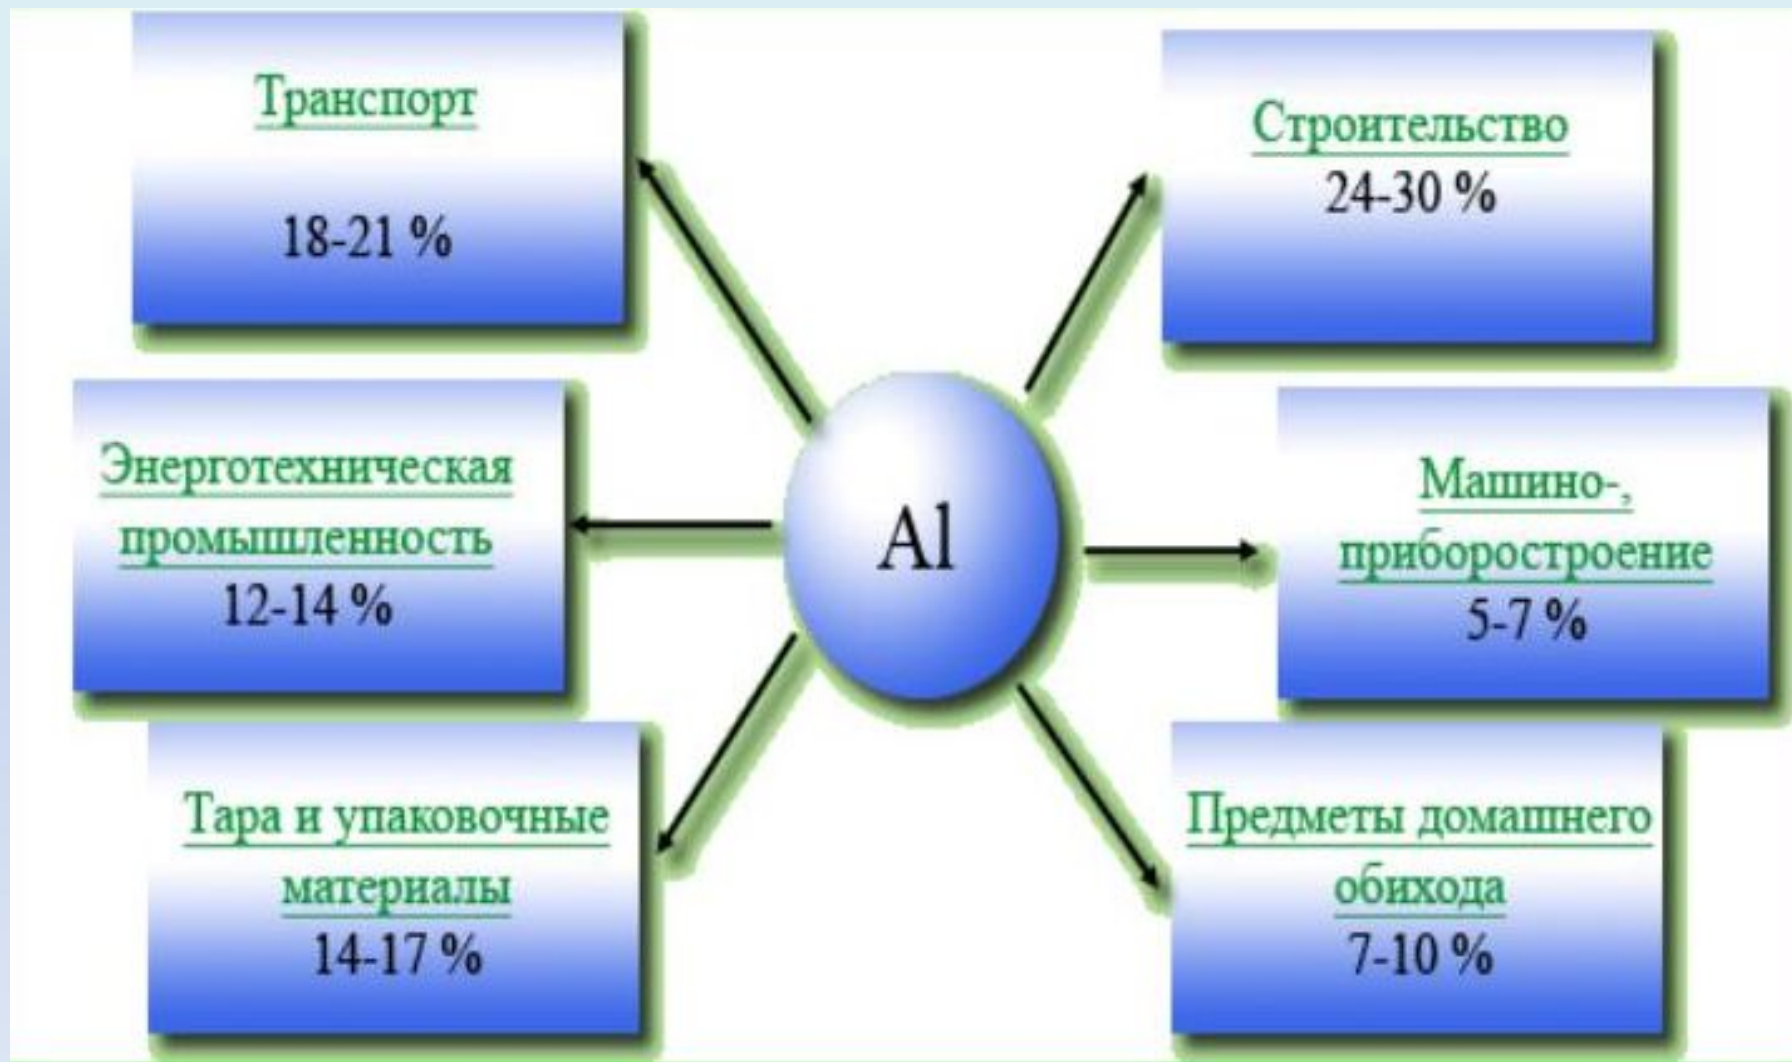 Транспорт
18-21 %
Строительство
24-30 %
Энерготехническая
промышленность
12-14 %
Al
Машино-,
приборостроение
5-7 %
Тара и упаковочные
материалы
14-17 %
Предметы домашнего
обихода
7-10 %